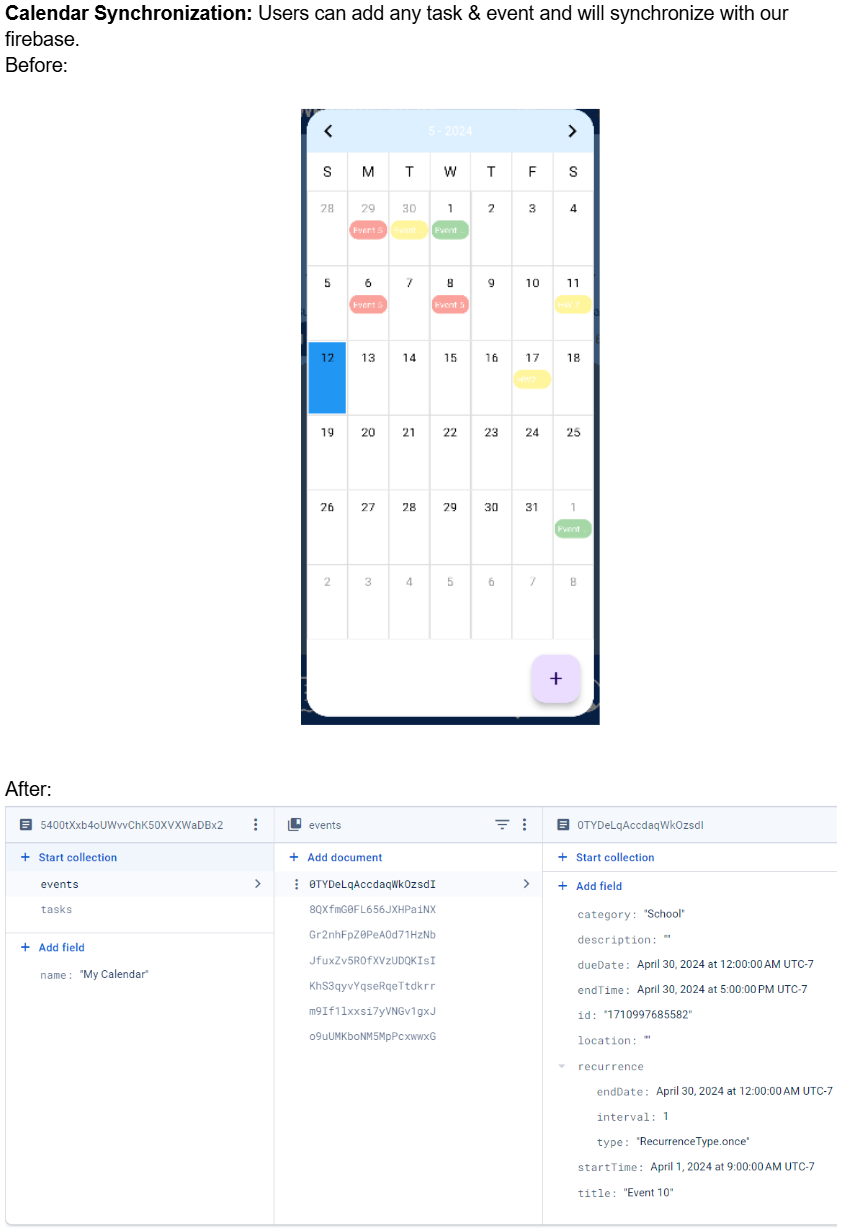 Calendar Synchronization: Users can add any task & event and will synchronize with our
firebase.
Before:
5 - 2024
S M T W T F S
28 29 30 1 2 3 4
Event 5 Event ...
5 6 7 8 9 10 11
Event 5 Event 5
12 13 14 15 16 17 18
19 20 21 22 23 24 25
26 27 28 29 30 31 1
Event ...
2 3 4 5 6 7 8
+
After:
5400tXxb4oUWvvChK50XVXWaDBx2 events 0TYDeLqAccdaqWkOzsdI
+ Start collection + Add document + Start collection
events 0TYDeLqAccdaqWkOzsdI + Add field
tasks 8QXfmG0FL656JXHPaiNX category: "School"
Gr2nhFpZ0PeAOd71HzNb description: ""
+ Add field JfuxZv5ROfXVzUDQKIsI dueDate: April 30, 2024 at 12:00:00 AM UTC-7
name: "My Calendar" KhS3qyvYqseRqeTtdkrr endTime: April 30, 2024 at 5:00:00 PM UTC-7
m9If1lxxsi7yVNGv1gxJ id: "1710997685582"
o9uUMKboNM5MpPcxwwxG location: ""
recurrence
endDate: April 30, 2024 at 12:00:00 AM UTC-7
interval: 1
type: "RecurrenceType.once"
startTime: April 1, 2024 at 9:00:00 AM UTC-7
title: "Event 10"